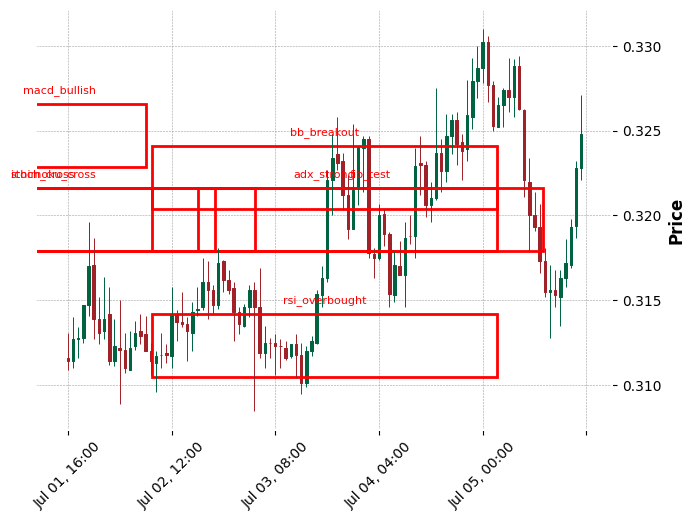 macd_bullish
bb_breakout
adx_strong
fib_test
rsi_overbought
0.330
0.325
0.320
0.315
0.310
Price
Jul 01, 16:00
Jul 02, 12:00
Jul 03, 08:00
Jul 04, 04:00
Jul 05, 00:00